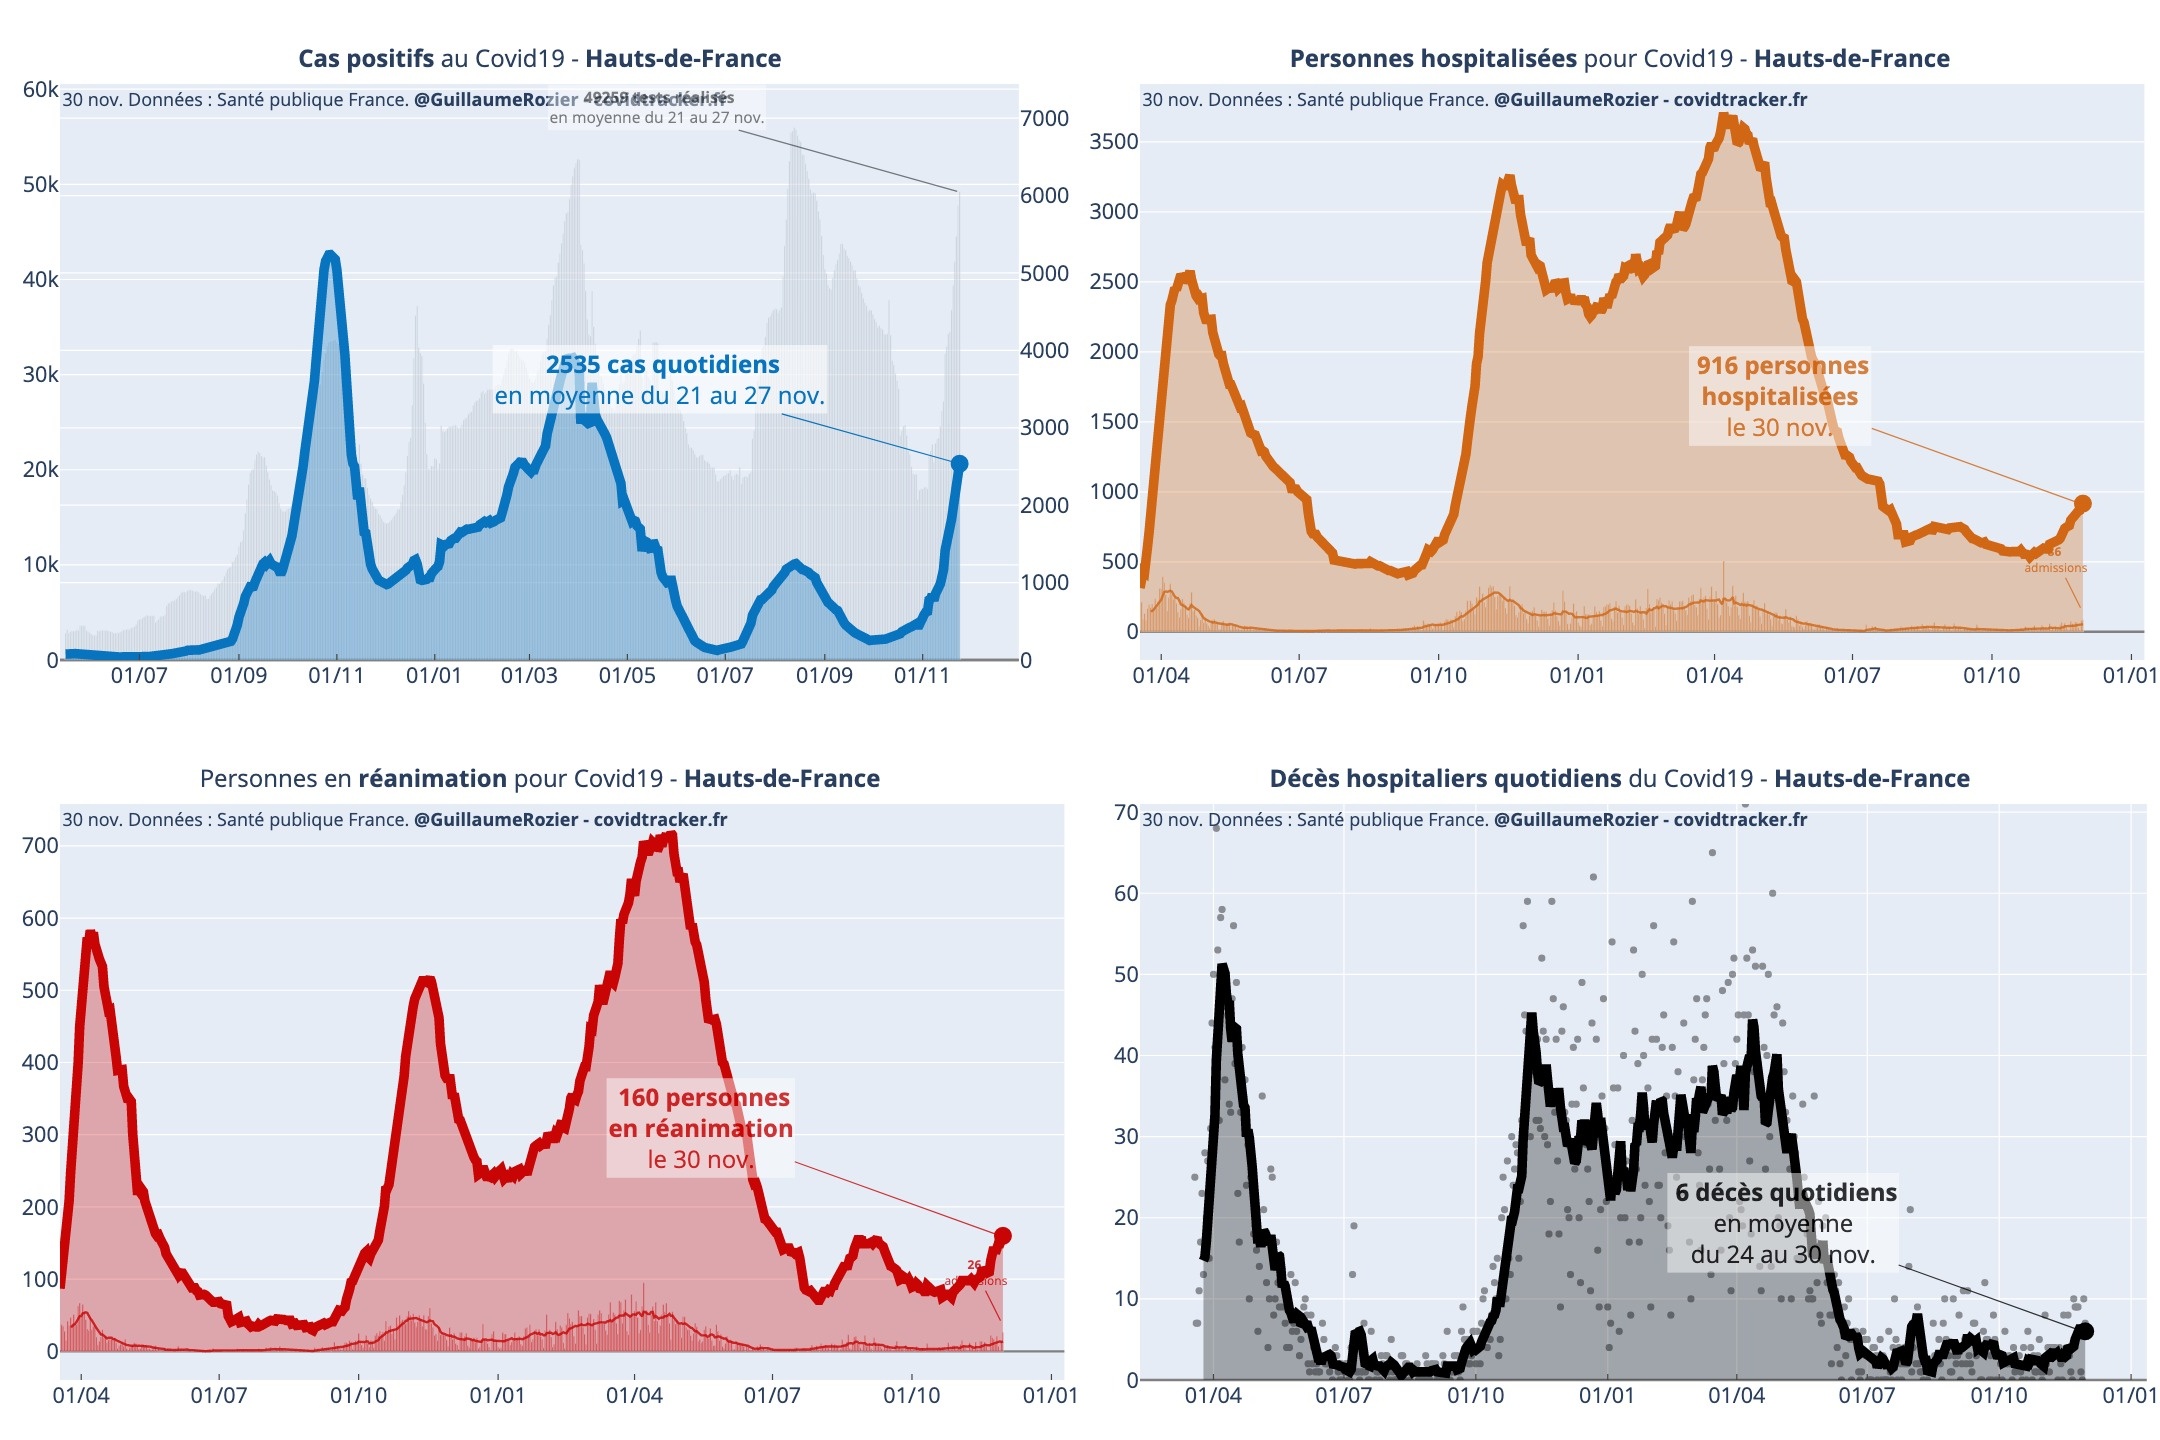 Cas positifs au Covid19 - Hauts-de-France
60k
30 nov. Données : Santé publique France. @GuillaumeRozier - covidtracker.fr
49259 tests réalisés
en moyenne du 21 au 27 nov.
7000
50k
6000
5000
40k
4000
30k
2535 cas quotidiens
en moyenne du 21 au 27 nov.
3000
20k
2000
10k
1000
0
0
01/07 01/09 01/11 01/01 01/03 01/05 01/07 01/09 01/11
Personnes hospitalisées pour Covid19 - Hauts-de-France
30 nov. Données : Santé publique France. @GuillaumeRozier - covidtracker.fr
3500
3000
2500
2000
916 personnes
hospitalisées
le 30 nov.
1500
1000
500
admissions
0
01/04 01/07 01/10 01/01 01/04 01/07 01/10 01/01
Personnes en réanimation pour Covid19 - Hauts-de-France
30 nov. Données : Santé publique France. @GuillaumeRozier - covidtracker.fr
700
600
500
400
160 personnes
en réanimation
le 30 nov.
300
200
26
admissions
100
0
01/04 01/07 01/10 01/01 01/04 01/07 01/10 01/01
Décès hospitaliers quotidiens du Covid19 - Hauts-de-France
70
30 nov. Données : Santé publique France. @GuillaumeRozier - covidtracker.fr
60
50
40
30
6 décès quotidiens
en moyenne
du 24 au 30 nov.
20
10
0
01/04 01/07 01/10 01/01 01/04 01/07 01/10 01/01